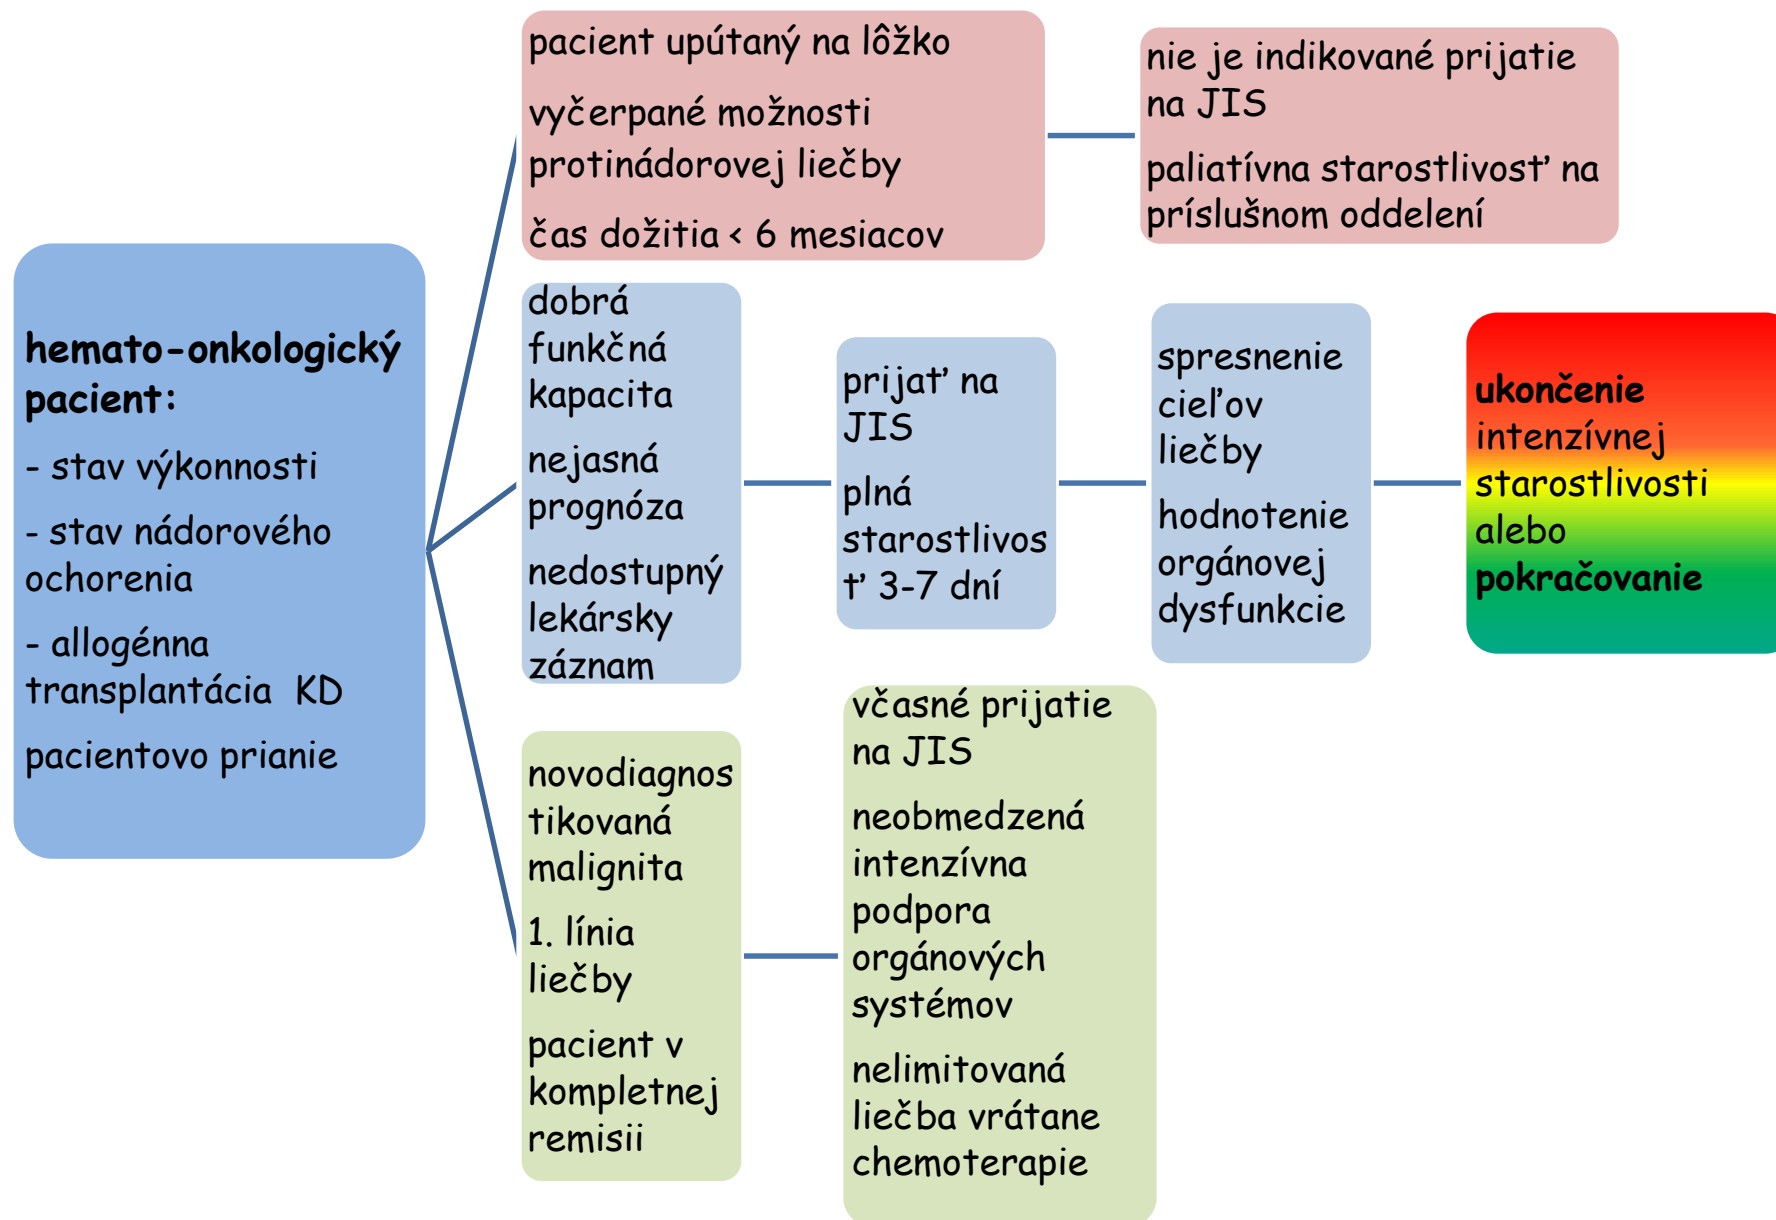 hemato-onkologický
pacient:
- stav výkonnosti
- stav nádorového
ochorenia
- allogénna
transplantácia KD
pacientovo prianie
pacient upútaný na lôžko
vyčerpané možnosti
protinádorovej liečby
čas dožitia < 6 mesiacov
nie je indikované prijatie
na JIS
paliatívna starostlivosť na
príslušnom oddelení
dobrá
funkčná
kapacita
nejasná
prognóza
nedostupný
lekársky
záznam
prijať na
JIS
plná
starostlivos
ť 3-7 dní
spresnenie
cieľov
liečby
hodnotenie
orgánovej
dysfunkcie
ukončenie
intenzívnej
starostlivosti
alebo
pokračovanie
novodiagnos
tikovaná
malignita
1. línia
liečby
pacient v
kompletnej
remisii
včasné prijatie
na JIS
neobmedzená
intenzívna
podpora
orgánových
systémov
nelimitovaná
liečba vrátane
chemoterapie